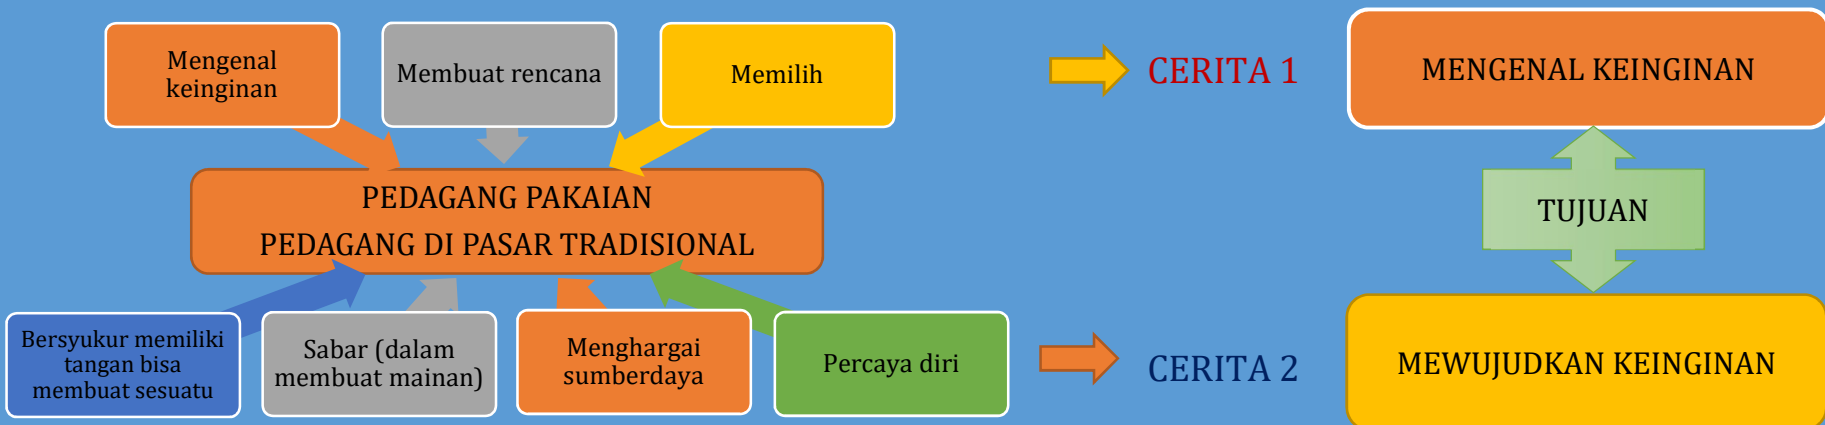 Mengenal
keinginan
Membuat rencana
Memilih
CERITA 1
MENGENAL KEINGINAN
PEDAGANG PAKAIAN
PEDAGANG DI PASAR TRADISIONAL
TUJUAN
Bersyukur memiliki
tangan bisa
membuat sesuatu
Sabar (dalam
membuat mainan)
Menghargai
sumberdaya
Percaya diri
CERITA 2
MEWUJUDKAN KEINGINAN